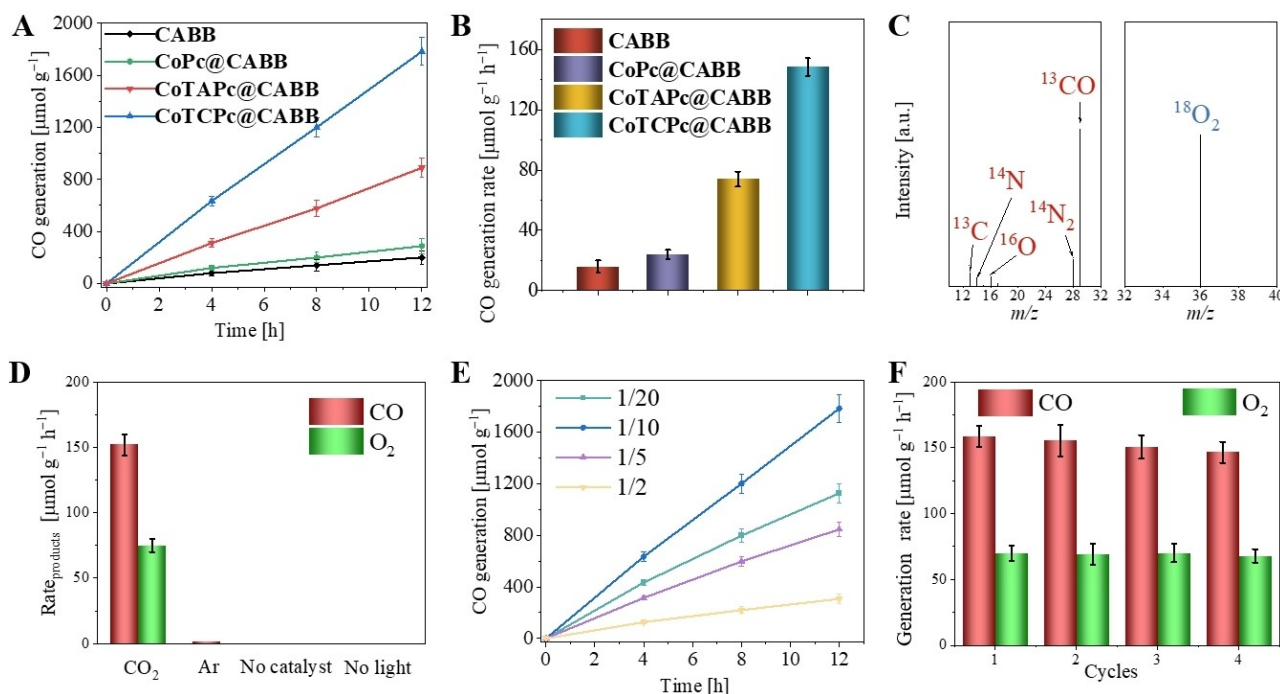 A
CO generation [μmol g⁻¹]
2000
1600
1200
800
400
0
CABB
CoPc@CABB
CoTAPc@CABB
CoTCPc@CABB
0 2 4 6 8 10 12
Time [h]
B
CO generation rate [μmol g⁻¹ h⁻¹]
160
120
80
40
20
0
CABB
CoPc@CABB
CoTAPc@CABB
CoTCPc@CABB
C
Intensity [a.u.]
¹³CO
¹⁴N
¹⁴N₂
¹³C
¹⁶O
12 16 20 24 28 32
m/z
¹⁸O₂
32 34 36 38 40
m/z
D
Rateproducts [μmol g⁻¹ h⁻¹]
200
150
100
50
0
CO
O₂
CO₂ Ar No catalyst No light
E
CO generation [μmol g⁻¹]
2000
1600
1200
800
400
0
1/20
1/10
1/5
1/2
0 2 4 6 8 10 12
Time [h]
F
Generation rate [μmol g⁻¹ h⁻¹]
200
150
100
50
0
CO
O₂
1 2 3 4
Cycles